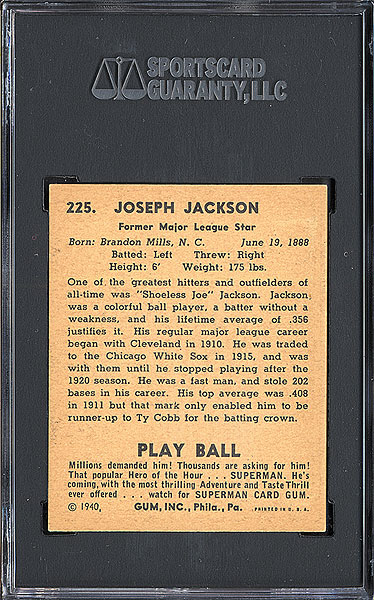 SPORTSCARD
GUARANTY, LLC
225. JOSEPH JACKSON
Former Major League Star
Born: Brandon Mills, N. C. June 19, 1888
Batted: Left Threw: Right
Height: 6' Weight: 175 lbs.
One of the greatest hitters and outfielders of
all-time was "Shoeless Joe" Jackson. Jackson
was a colorful ball player, a batter without a
weakness, and his lifetime average of .356
justifies it. His regular major league career
began with Cleveland in 1910. He was traded
to the Chicago White Sox in 1915, and was
with them until he stopped playing after the
1920 season. He was a fast man, and stole 202
bases in his career. His top average was .408
in 1911 but that mark only enabled him to be
runner-up to Ty Cobb for the batting crown.
PLAY BALL
Millions demanded him! Thousands are asking for him!
That popular Hero of the Hour . . . SUPERMAN. He's
coming, with the most thrilling Adventure and Taste Thrill
ever offered . . . watch for SUPERMAN CARD GUM.
© 1940, GUM, INC., Phila., Pa. PRINTED IN U. S. A.